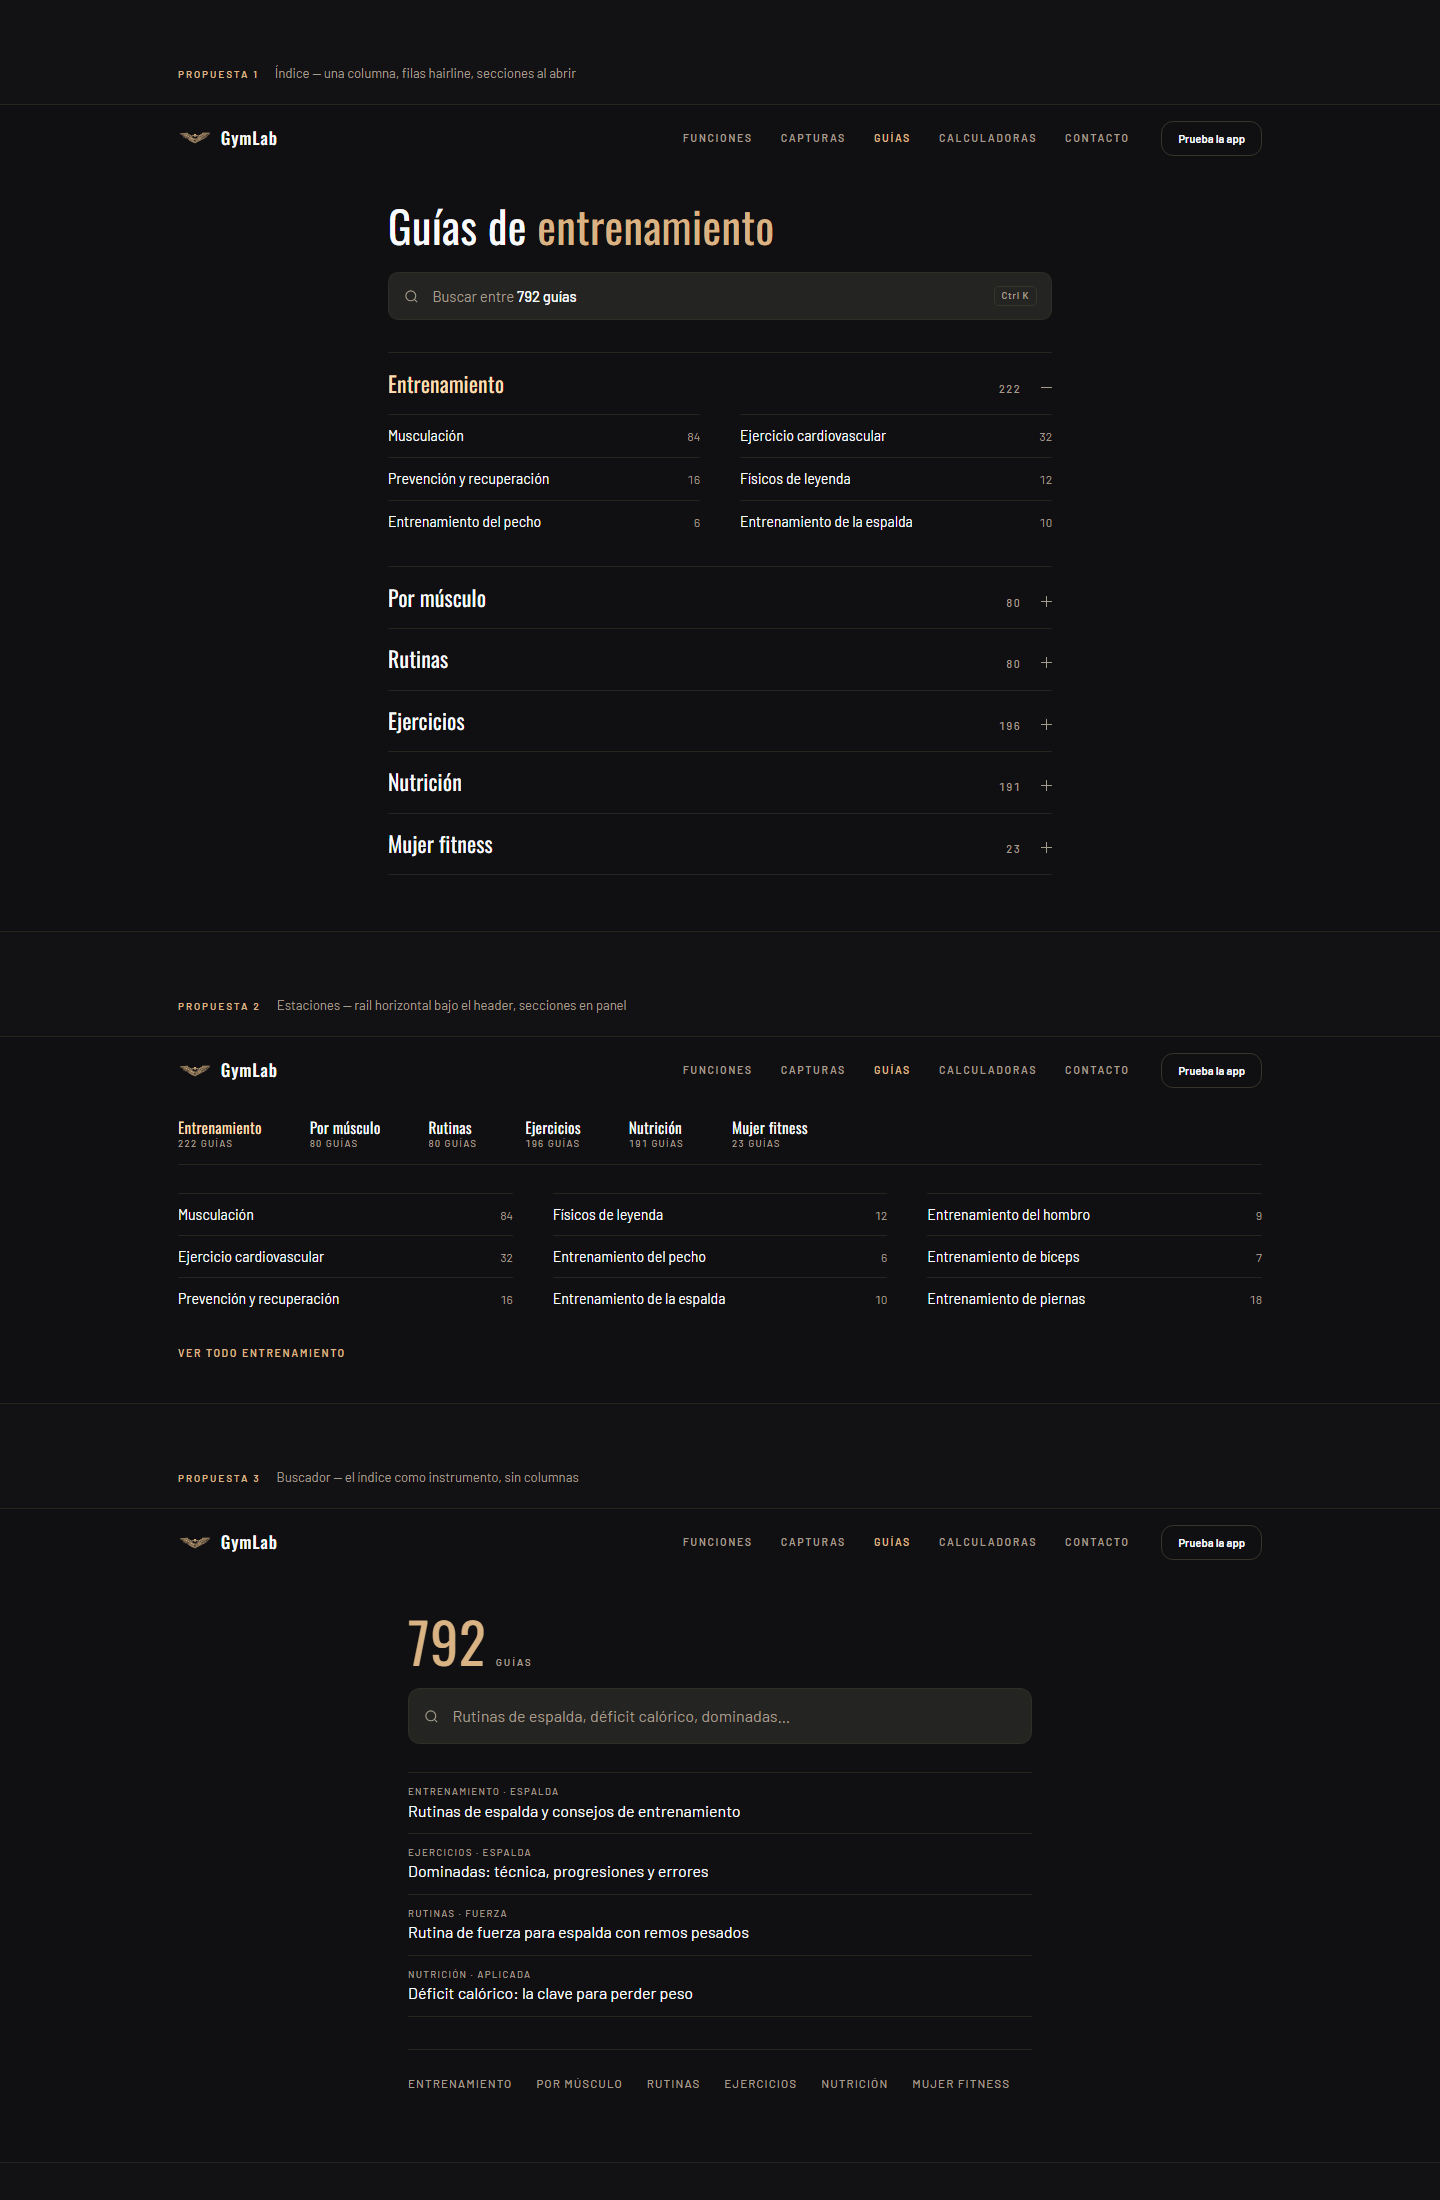 PROPUESTA 1 Índice — una columna, filas hairline, secciones al abrir
GymLab FUNCIONES CAPTURAS GUÍAS CALCULADORAS CONTACTO Prueba la app
Guías de entrenamiento
Buscar entre 792 guías Ctrl K
Entrenamiento 222
Musculación 84 Ejercicio cardiovascular 32
Prevención y recuperación 16 Físicos de leyenda 12
Entrenamiento del pecho 6 Entrenamiento de la espalda 10
Por músculo 80
Rutinas 80
Ejercicios 196
Nutrición 191
Mujer fitness 23
PROPUESTA 2 Estaciones — rail horizontal bajo el header, secciones en panel
GymLab FUNCIONES CAPTURAS GUÍAS CALCULADORAS CONTACTO Prueba la app
Entrenamiento Por músculo Rutinas Ejercicios Nutrición Mujer fitness
222 GUÍAS 80 GUÍAS 80 GUÍAS 196 GUÍAS 191 GUÍAS 23 GUÍAS
Musculación 84 Físicos de leyenda 12 Entrenamiento del hombro 9
Ejercicio cardiovascular 32 Entrenamiento del pecho 6 Entrenamiento de bíceps 7
Prevención y recuperación 16 Entrenamiento de la espalda 10 Entrenamiento de piernas 18
VER TODO ENTRENAMIENTO
PROPUESTA 3 Buscador — el índice como instrumento, sin columnas
GymLab FUNCIONES CAPTURAS GUÍAS CALCULADORAS CONTACTO Prueba la app
792 GUÍAS
Rutinas de espalda, déficit calórico, dominadas...
ENTRENAMIENTO · ESPALDA
Rutinas de espalda y consejos de entrenamiento
EJERCICIOS · ESPALDA
Dominadas: técnica, progresiones y errores
RUTINAS · FUERZA
Rutina de fuerza para espalda con remos pesados
NUTRICIÓN · APLICADA
Déficit calórico: la clave para perder peso
ENTRENAMIENTO POR MÚSCULO RUTINAS EJERCICIOS NUTRICIÓN MUJER FITNESS